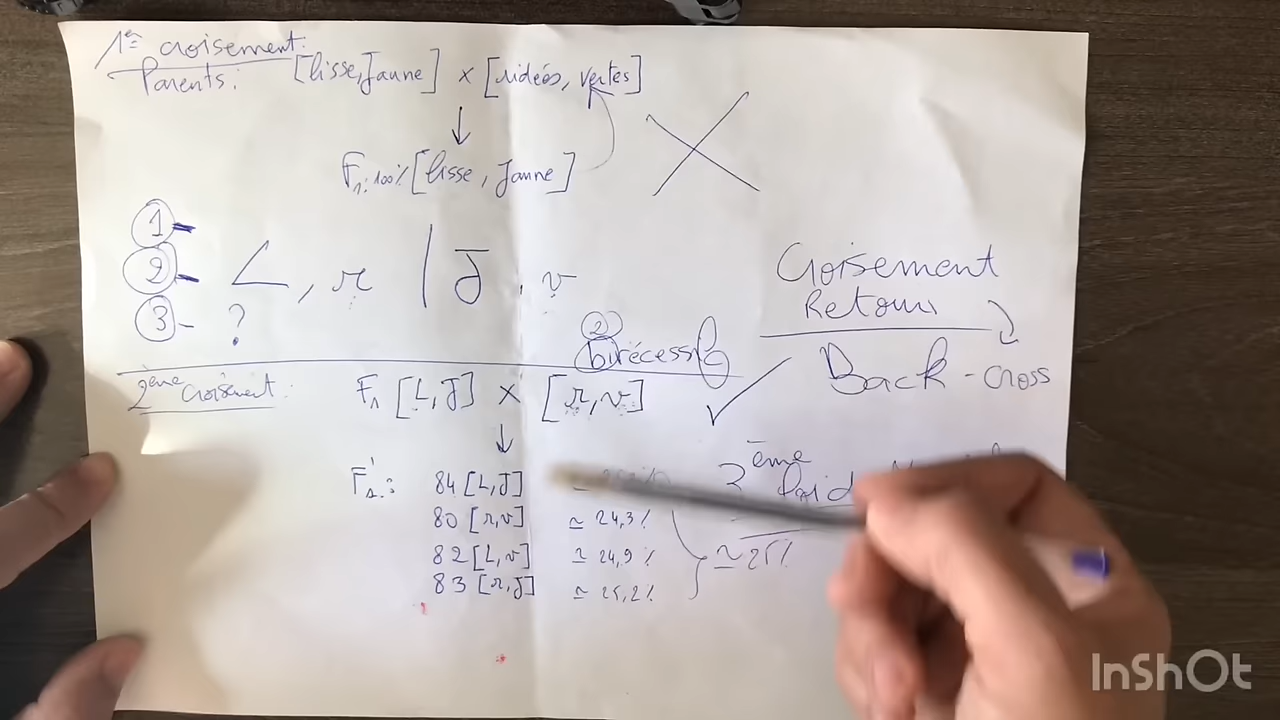 1er croisement:
Parents: [lisse, Jaune] × [ridées, vertes]
F1: 100% [lisse, Jaune]
1-
2- L, r | J, v
3- ?
Croisement
Retour
Back-cross
2
birécessif
2ème croisement: F1 [L,J] × [r,v]
F'2: 84 [L,J]
80 [r,v] ≃ 24,3%
82 [L,v] ≃ 24,9%
83 [r,J] ≃ 25,2%
≃ 25%
3ème
InShOt